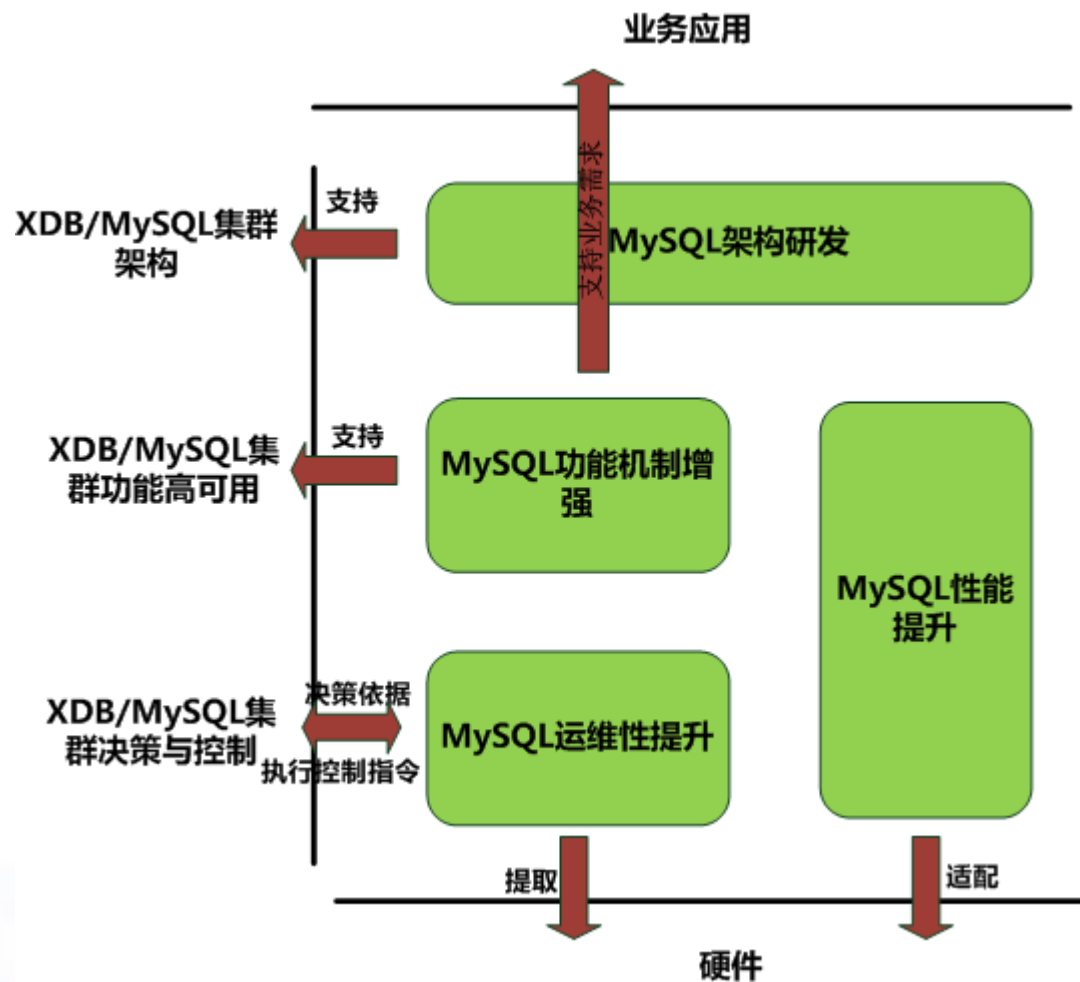 业务应用
支持业务需求
支持
XDB/MySQL集群
架构
MySQL架构研发
支持
XDB/MySQL集
群功能高可用
MySQL功能机制增
强
MySQL性能
提升
决策依据
XDB/MySQL集
群决策与控制
执行控制指令
MySQL运维性提升
提取
适配
硬件